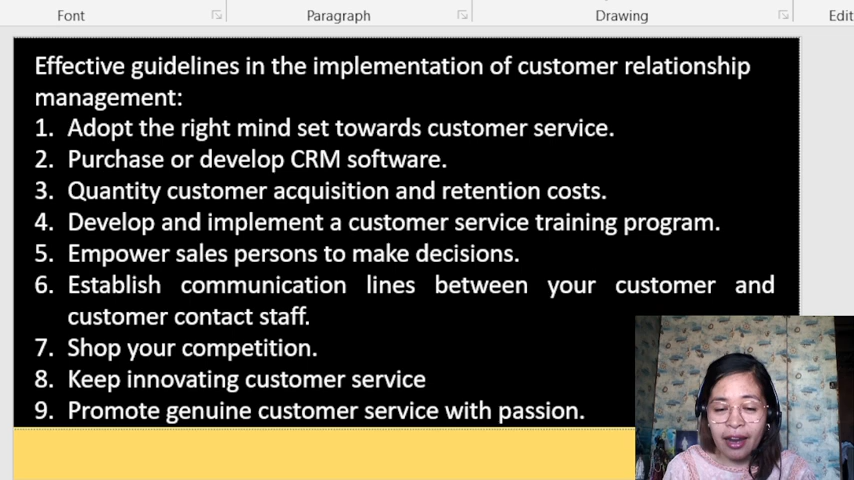 Font Paragraph Drawing Edit
Effective guidelines in the implementation of customer relationship
management:
1. Adopt the right mind set towards customer service.
2. Purchase or develop CRM software.
3. Quantity customer acquisition and retention costs.
4. Develop and implement a customer service training program.
5. Empower sales persons to make decisions.
6. Establish communication lines between your customer and
customer contact staff.
7. Shop your competition.
8. Keep innovating customer service
9. Promote genuine customer service with passion.